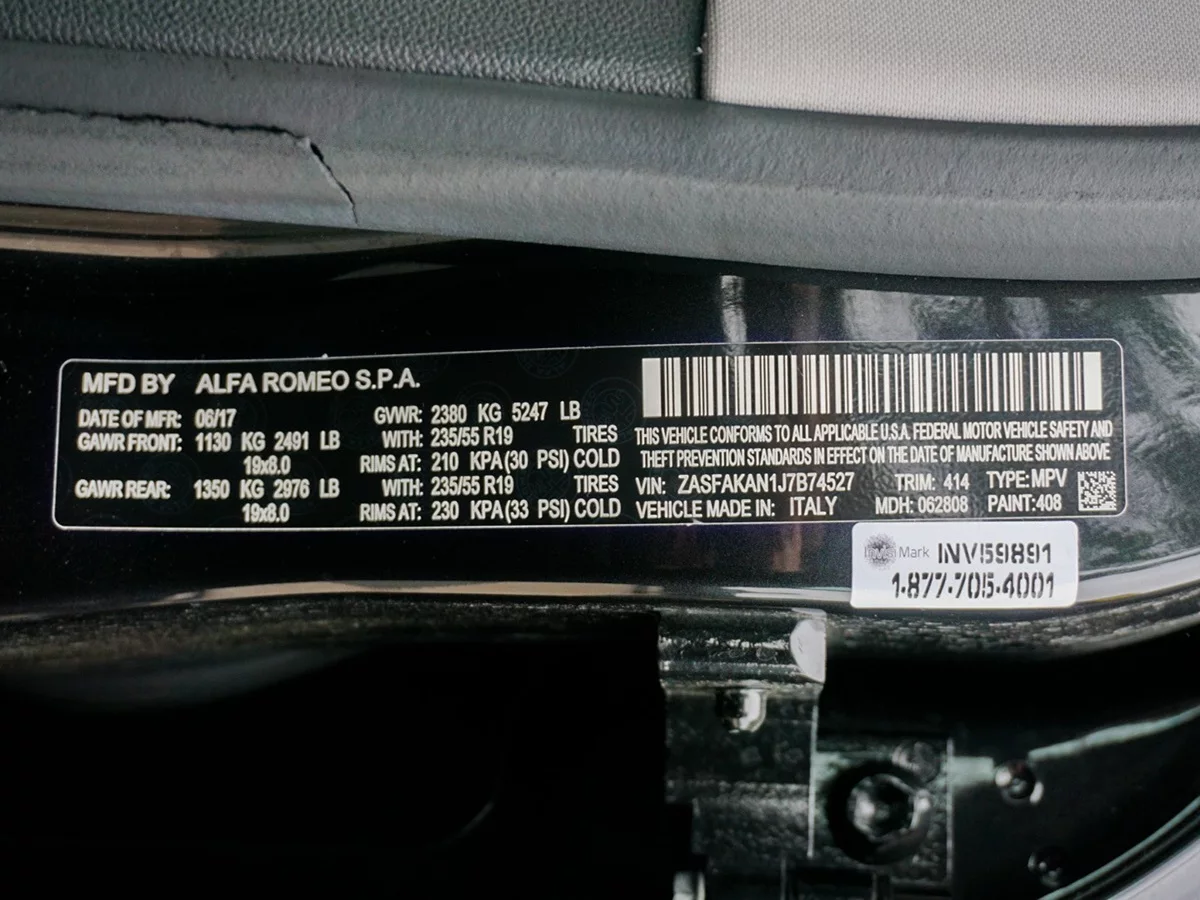 MFD BY ALFA ROMEO S.P.A.
DATE OF MFR: 06/17 GVWR: 2380 KG 5247 LB
GAWR FRONT: 1130 KG 2491 LB WITH: 235/55 R19 TIRES
19x8.0 RIMS AT: 210 KPA(30 PSI) COLD
GAWR REAR: 1350 KG 2976 LB WITH: 235/55 R19 TIRES
19x8.0 RIMS AT: 230 KPA(33 PSI) COLD
THIS VEHICLE CONFORMS TO ALL APPLICABLE U.S.A. FEDERAL MOTOR VEHICLE SAFETY AND
THEFT PREVENTION STANDARDS IN EFFECT ON THE DATE OF MANUFACTURE SHOWN ABOVE
VIN: ZASFAKAN1J7B74527 TRIM: 414 TYPE: MPV
VEHICLE MADE IN: ITALY MDH: 062808 PAINT: 408
Mark INV59891
1-877-705-4001